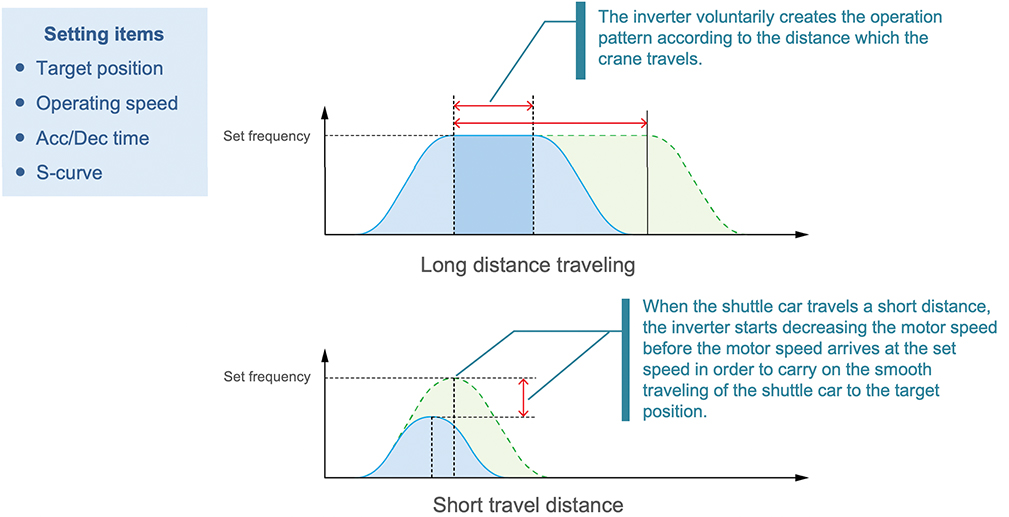 Setting items
• Target position
• Operating speed
• Acc/Dec time
• S-curve
The inverter voluntarily creates the operation
pattern according to the distance which the
crane travels.
Set frequency
Long distance traveling
When the shuttle car travels a short distance,
the inverter starts decreasing the motor speed
before the motor speed arrives at the set
speed in order to carry on the smooth
traveling of the shuttle car to the target
position.
Set frequency
Short travel distance